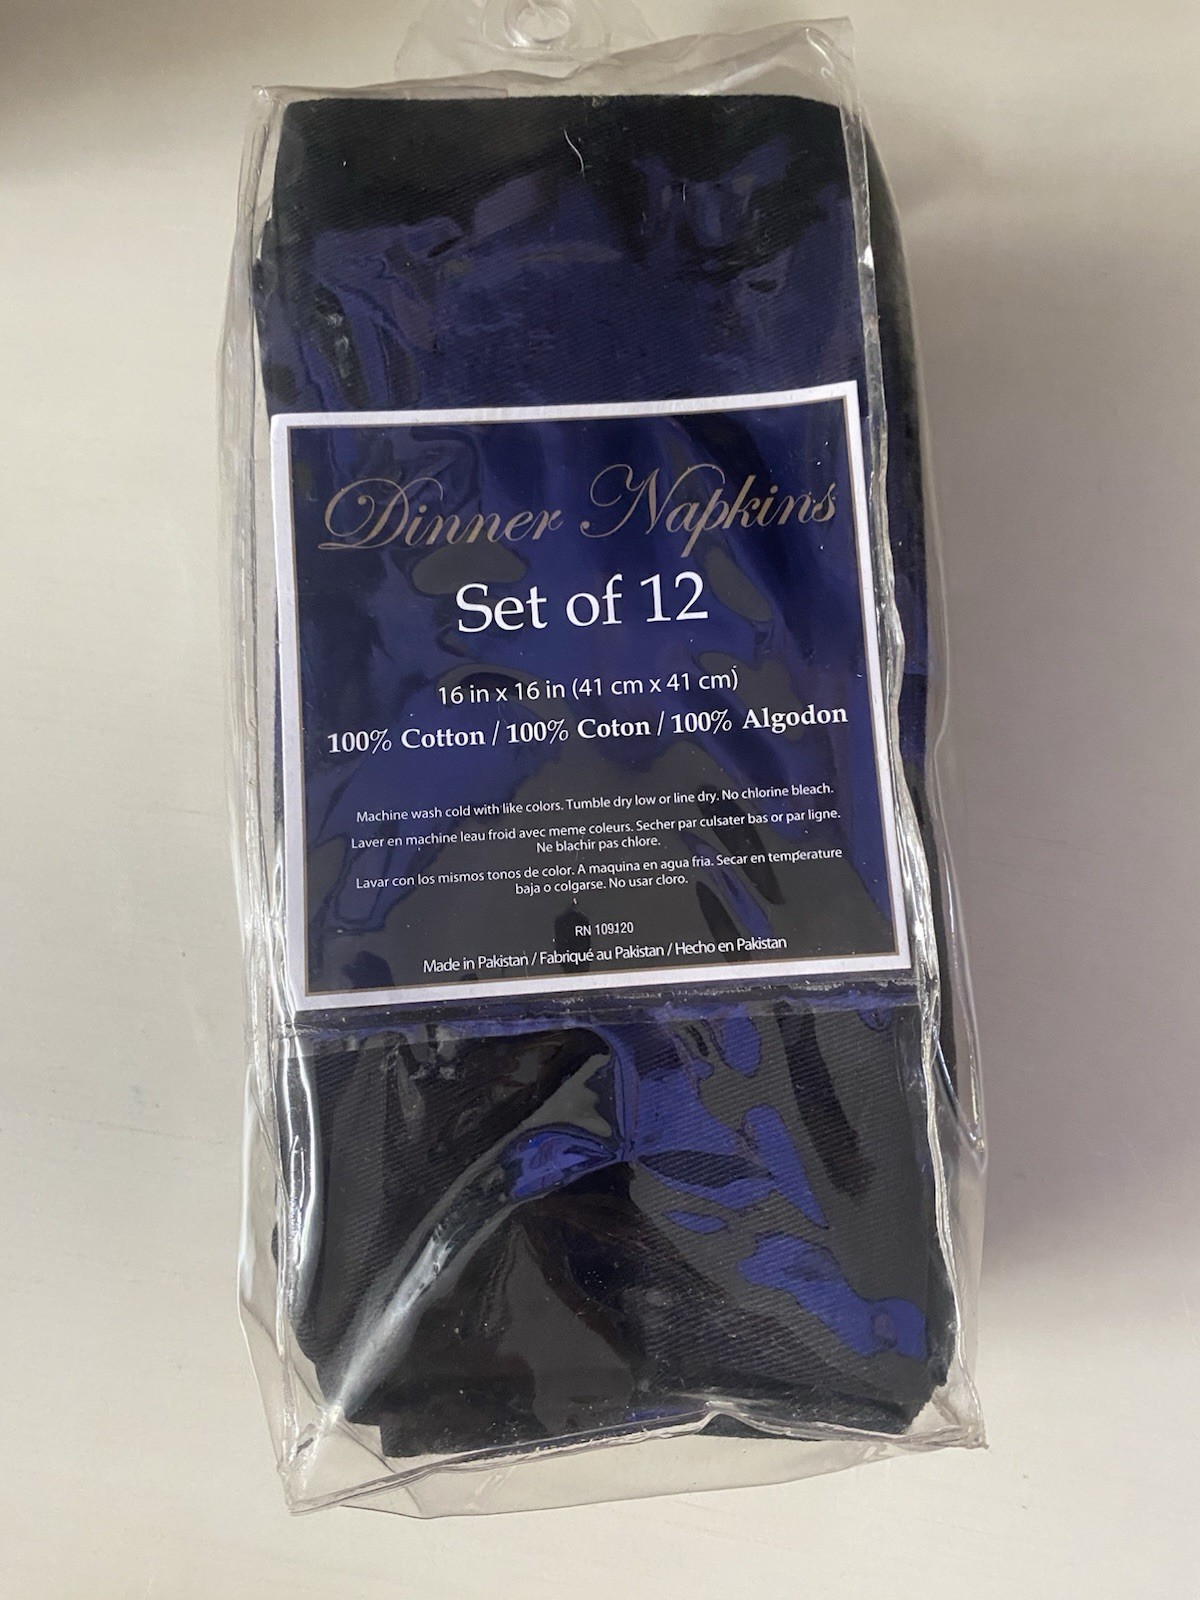 Dinner Napkins
Set of 12
16 in x 16 in (41 cm x 41 cm)
100% Cotton / 100% Coton / 100% Algodon
Machine wash cold with like colors. Tumble dry low or line dry. No chlorine bleach.
Laver en machine leau froid avec meme coleurs. Secher par culsater bas or par ligne.
Ne blachir pas chlore.
Lavar con los mismos tonos de color. A maquina en agua fria. Secar en temperature
baja o colgarse. No usar cloro.
RN 109120
Made in Pakistan / Fabriqué au Pakistan / Hecho en Pakistan